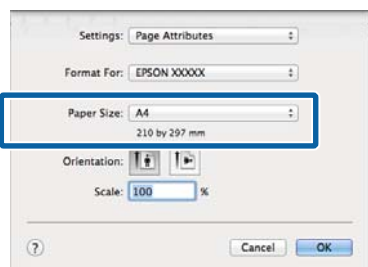 Settings: Page Attributes
Format For: EPSON XXXXX
Paper Size: A4
210 by 297 mm
Orientation:
Scale: 100 %
? Cancel OK